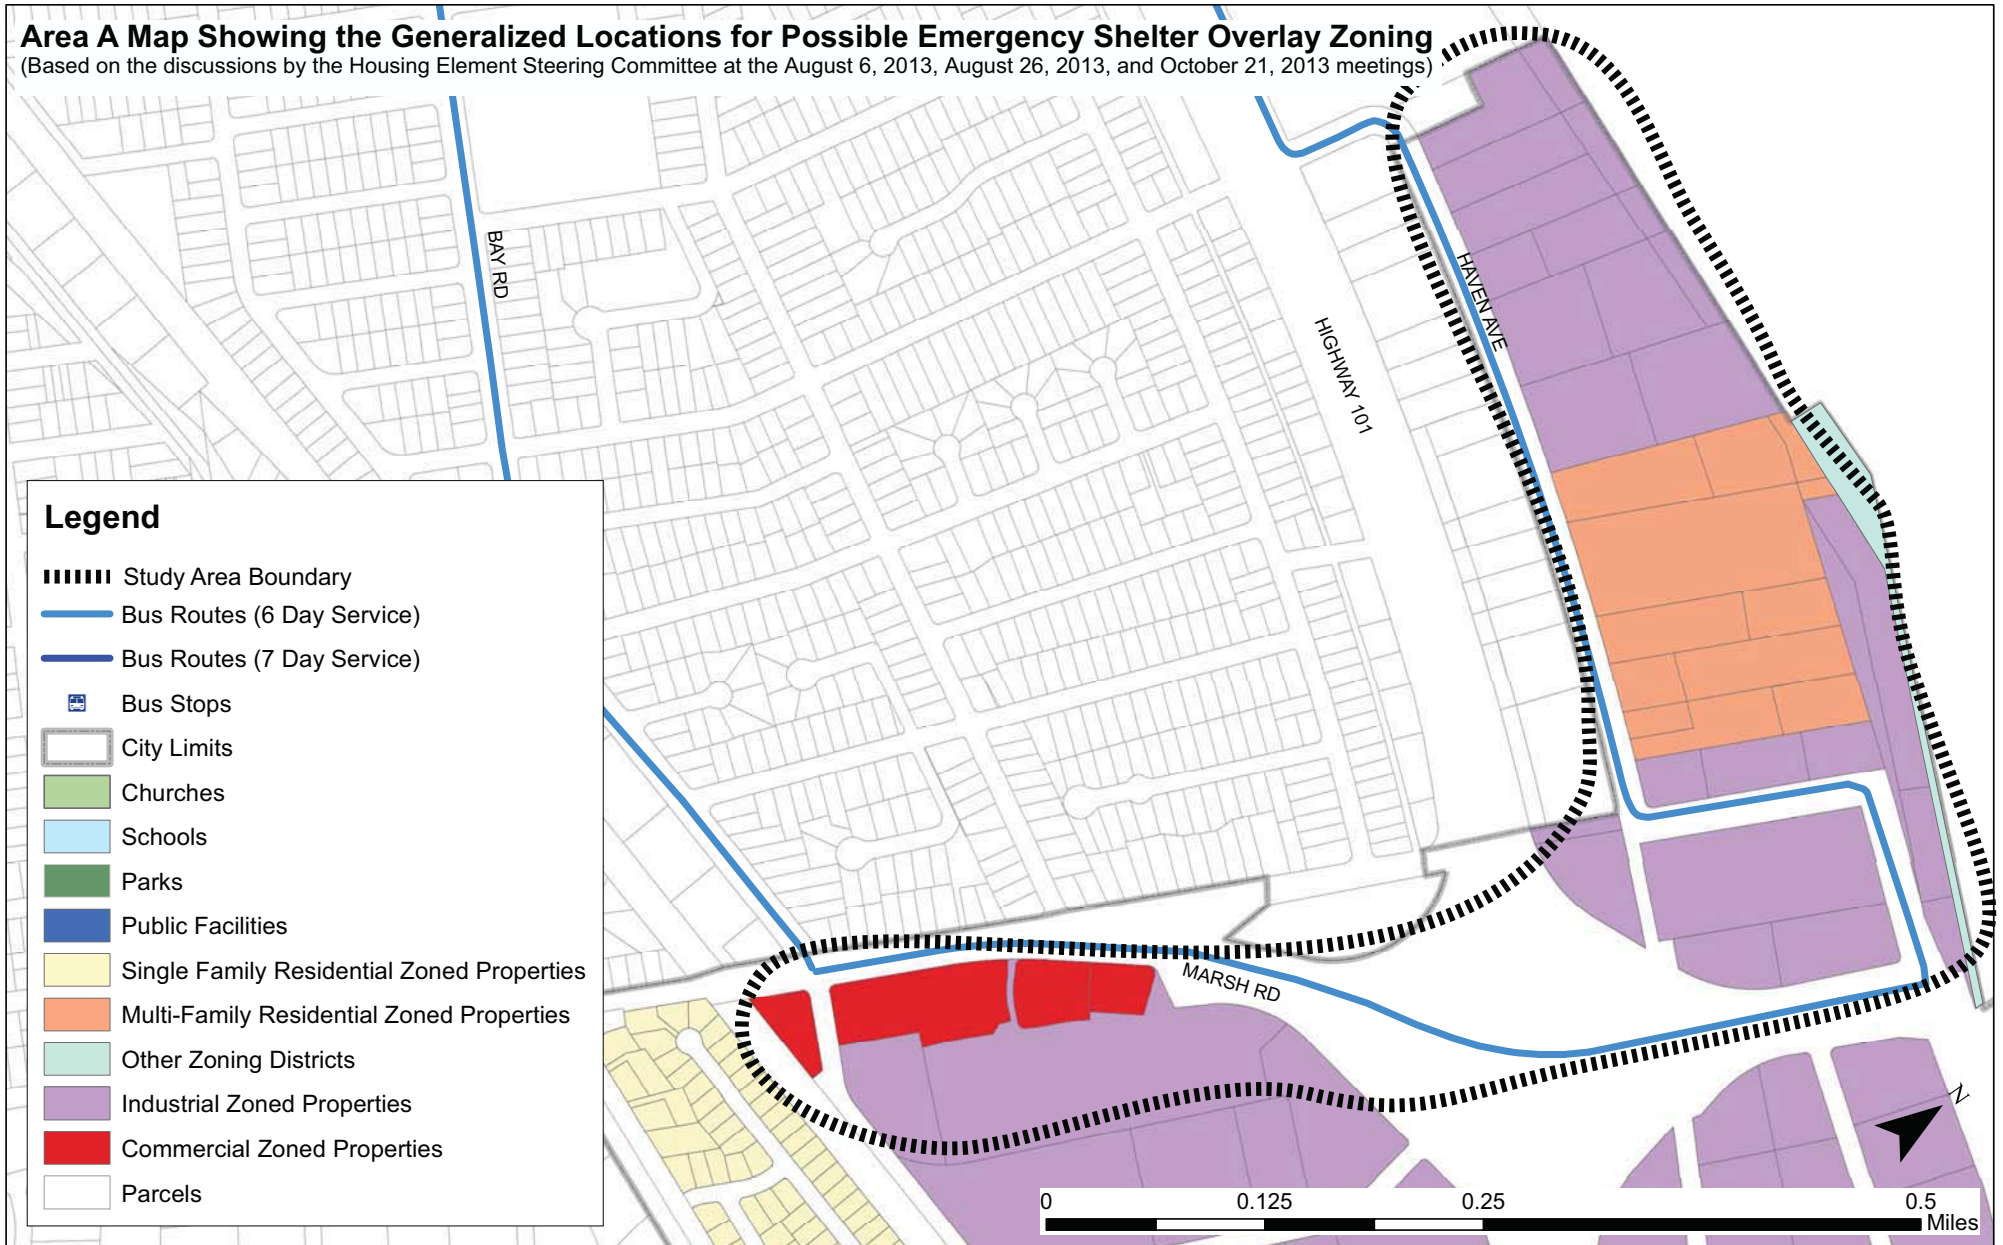 Area A Map Showing the Generalized Locations for Possible Emergency Shelter Overlay Zoning
(Based on the discussions by the Housing Element Steering Committee at the August 6, 2013, August 26, 2013, and October 21, 2013 meetings)
BAY RD
HAVEN AVE
HIGHWAY 101
MARSH RD
Legend
Study Area Boundary
Bus Routes (6 Day Service)
Bus Routes (7 Day Service)
Bus Stops
City Limits
Churches
Schools
Parks
Public Facilities
Single Family Residential Zoned Properties
Multi-Family Residential Zoned Properties
Other Zoning Districts
Industrial Zoned Properties
Commercial Zoned Properties
Parcels
N
0 0.125 0.25 0.5
Miles